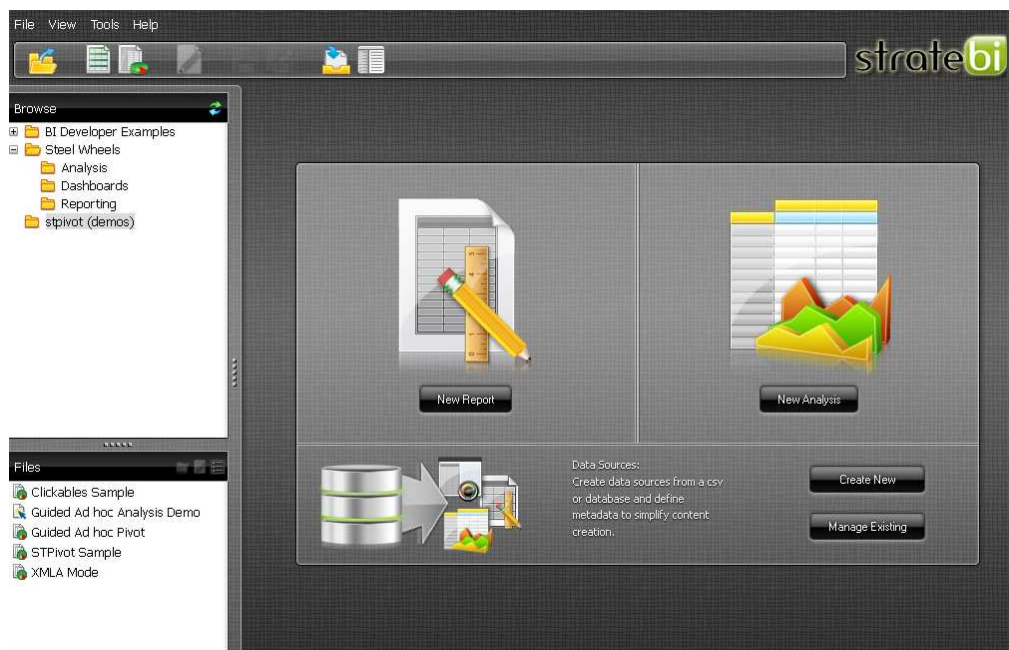 File View Tools Help
stratebi
Browse
BI Developer Examples
Steel Wheels
Analysis
Dashboards
Reporting
stpivot (demos)
New Report
New Analysis
Files
Clickables Sample
Guided Ad hoc Analysis Demo
Guided Ad hoc Pivot
STPivot Sample
XMLA Mode
Data Sources:
Create data sources from a csv
or database and define
metadata to simplify content
creation.
Create New
Manage Existing